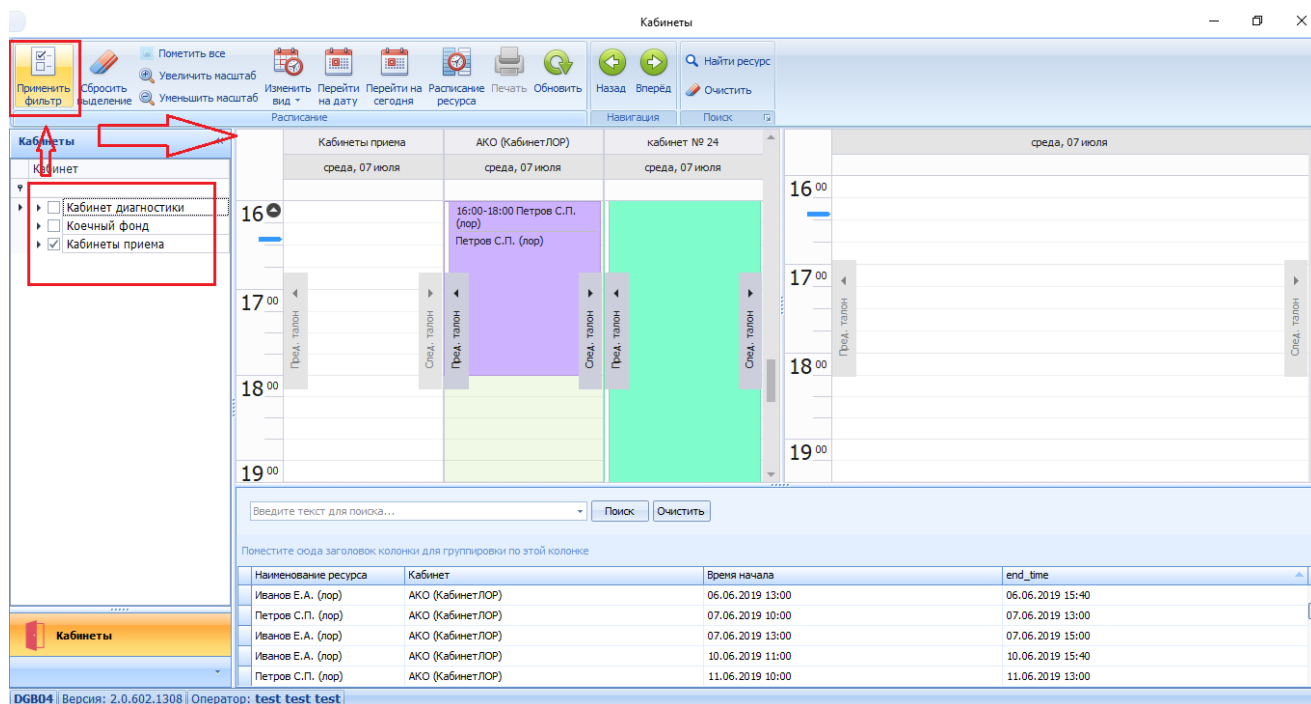 Кабинеты
Применить фильтр
Сбросить выделение
Пометить все
Увеличить масштаб
Уменьшить масштаб
Изменить вид
Перейти на дату
Перейти на сегодня
Расписание ресурса
Печать
Обновить
Назад
Вперёд
Найти ресурс
Очистить
Расписание
Навигация
Поиск
Кабинеты
Кабинет
Кабинет диагностики
Коечный фонд
Кабинеты приема
Кабинеты приема
АКО (КабинетЛОР)
кабинет № 24
среда, 07 июля
среда, 07 июля
среда, 07 июля
среда, 07 июля
16
17 00
18 00
19 00
16:00-18:00 Петров С.П. (лор)
Петров С.П. (лор)
Пред. талон
След. талон
Пред. талон
След. талон
Пред. талон
След. талон
16 00
17 00
18 00
19 00
Пред. талон
След. талон
Введите текст для поиска...
Поиск
Очистить
Поместите сюда заголовок колонки для группировки по этой колонке
Наименование ресурса Кабинет Время начала end_time
Иванов Е.А. (лор) АКО (КабинетЛОР) 06.06.2019 13:00 06.06.2019 15:40
Петров С.П. (лор) АКО (КабинетЛОР) 07.06.2019 10:00 07.06.2019 13:00
Иванов Е.А. (лор) АКО (КабинетЛОР) 07.06.2019 13:00 07.06.2019 15:00
Иванов Е.А. (лор) АКО (КабинетЛОР) 10.06.2019 11:00 10.06.2019 15:40
Петров С.П. (лор) АКО (КабинетЛОР) 11.06.2019 10:00 11.06.2019 13:00
Кабинеты
DGB04 Версия: 2.0.602.1308 Оператор: test test test